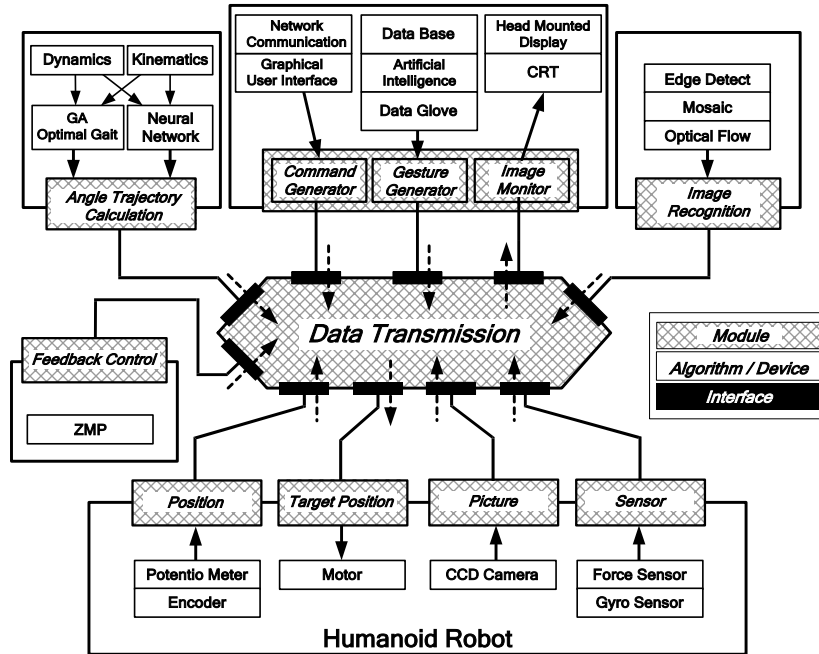 Dynamics
Kinematics
GA
Optimal Gait
Neural
Network
Angle Trajectory
Calculation
Network
Communication
Graphical
User Interface
Data Base
Artificial
Intelligence
Data Glove
Head Mounted
Display
CRT
Command
Generator
Gesture
Generator
Image
Monitor
Edge Detect
Mosaic
Optical Flow
Image
Recognition
Data Transmission
Feedback Control
ZMP
Module
Algorithm / Device
Interface
Position
Target Position
Picture
Sensor
Potentio Meter
Encoder
Motor
CCD Camera
Force Sensor
Gyro Sensor
Humanoid Robot